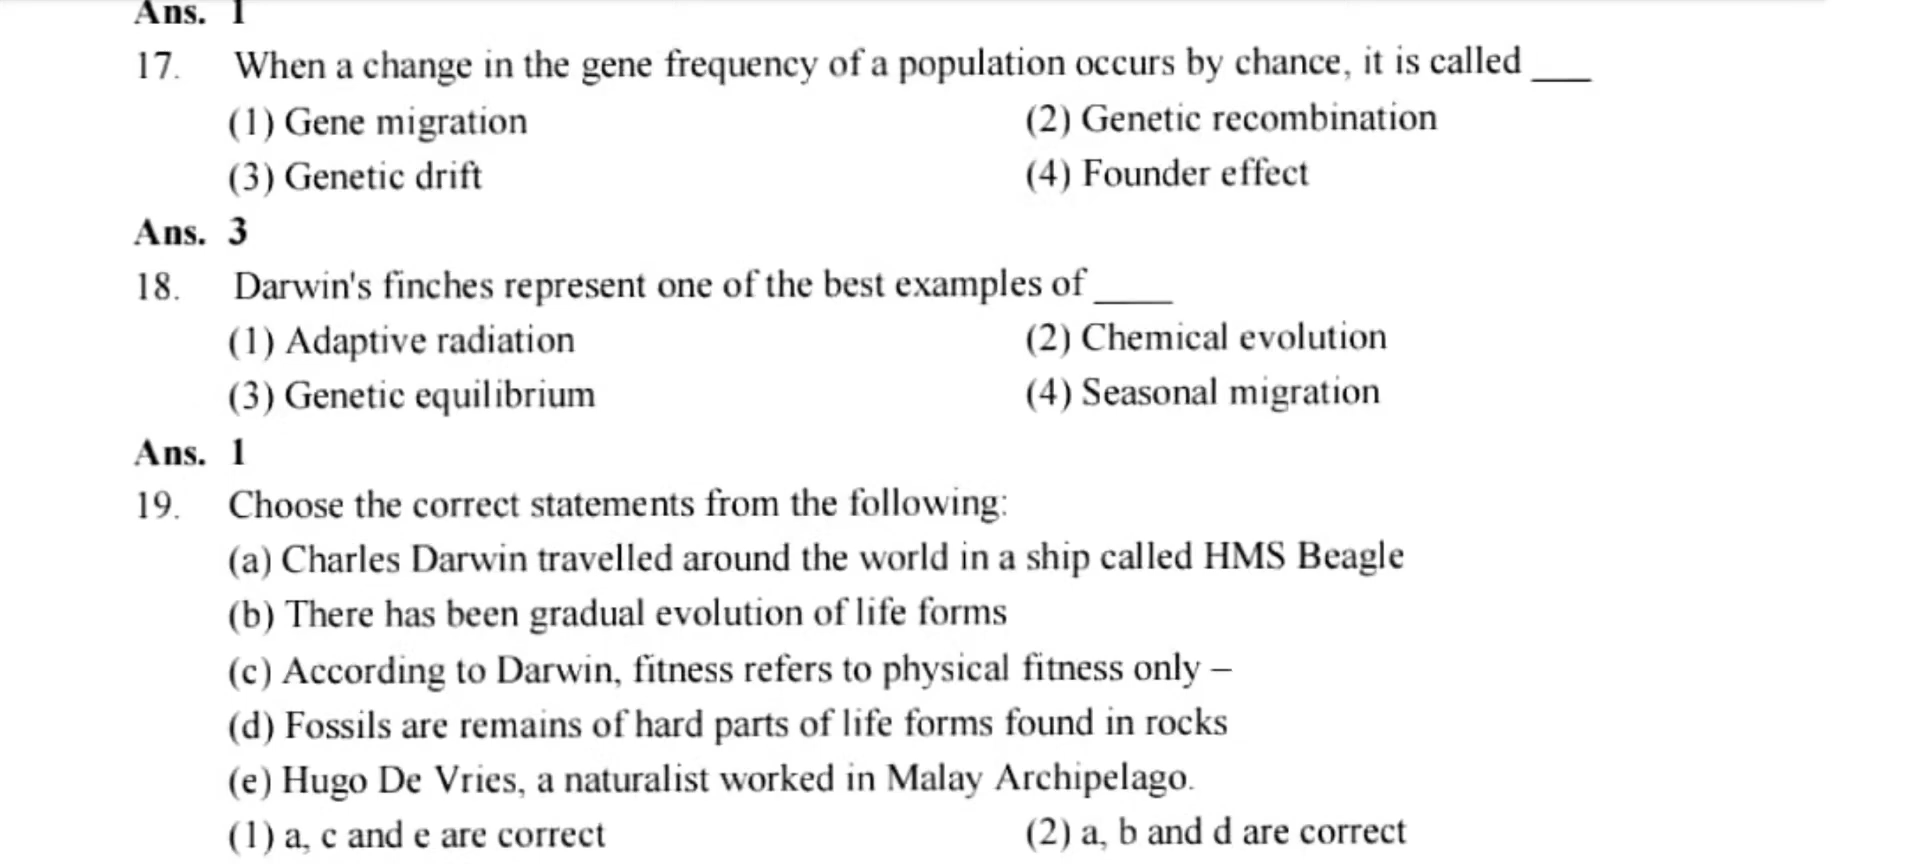 Ans. 1
17. When a change in the gene frequency of a population occurs by chance, it is called ___
(1) Gene migration (2) Genetic recombination
(3) Genetic drift (4) Founder effect
Ans. 3
18. Darwin's finches represent one of the best examples of ____
(1) Adaptive radiation (2) Chemical evolution
(3) Genetic equilibrium (4) Seasonal migration
Ans. 1
19. Choose the correct statements from the following:
(a) Charles Darwin travelled around the world in a ship called HMS Beagle
(b) There has been gradual evolution of life forms
(c) According to Darwin, fitness refers to physical fitness only –
(d) Fossils are remains of hard parts of life forms found in rocks
(e) Hugo De Vries, a naturalist worked in Malay Archipelago.
(1) a, c and e are correct (2) a, b and d are correct